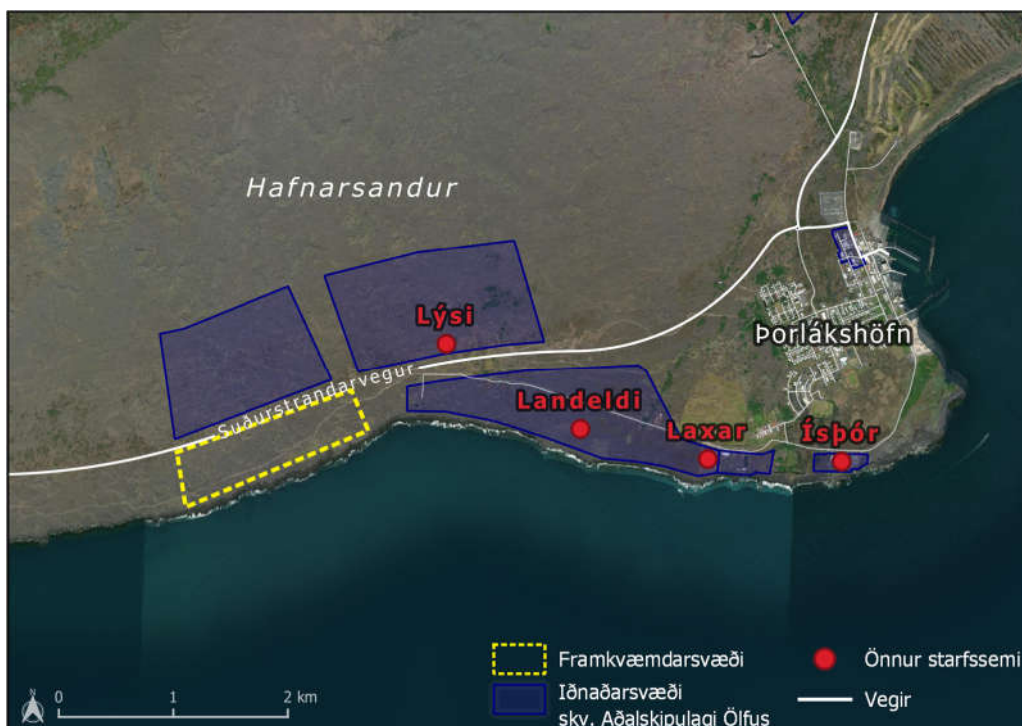 Hafnarsandur
Lýsi
Þorlákshöfn
Suðurstrandarvegur
Landeldi
Laxar
Ísþór
Framkvæmdarsvæði
Önnur starfssemi
Iðnaðarsvæði
skv. Aðalskipulagi Ölfus
Vegir
N
0 1 2 km